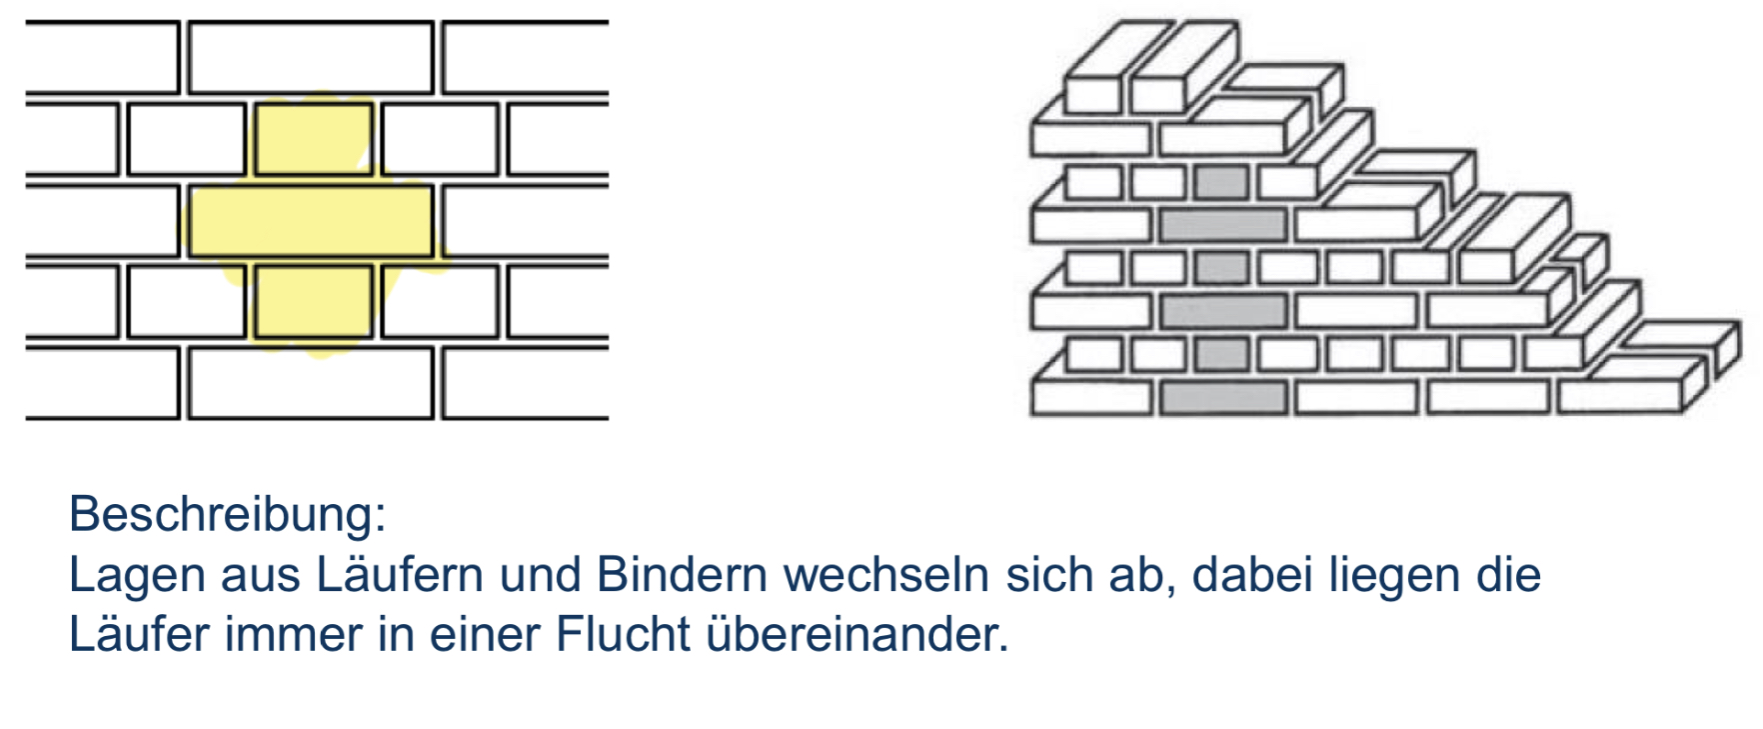 Beschreibung:
Lagen aus Läufern und Bindern wechseln sich ab, dabei liegen die
Läufer immer in einer Flucht übereinander.